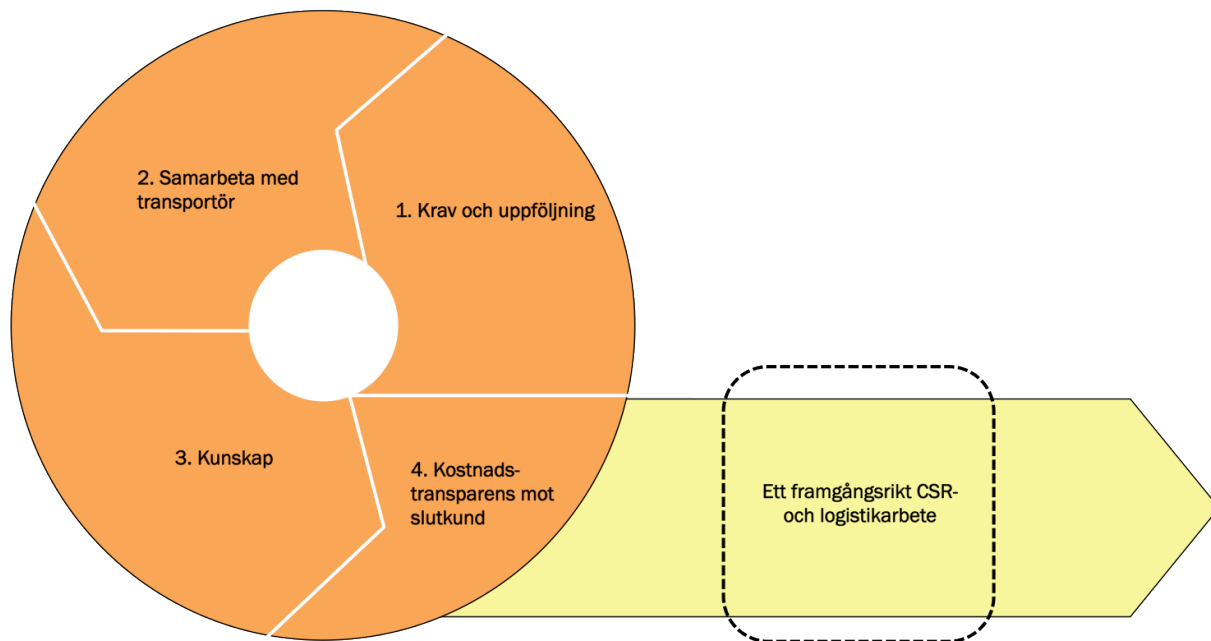 1. Krav och uppföljning
2. Samarbeta med
transportör
3. Kunskap
4. Kostnads-
transparens mot
slutkund
Ett framgångsrikt CSR-
och logistikarbete